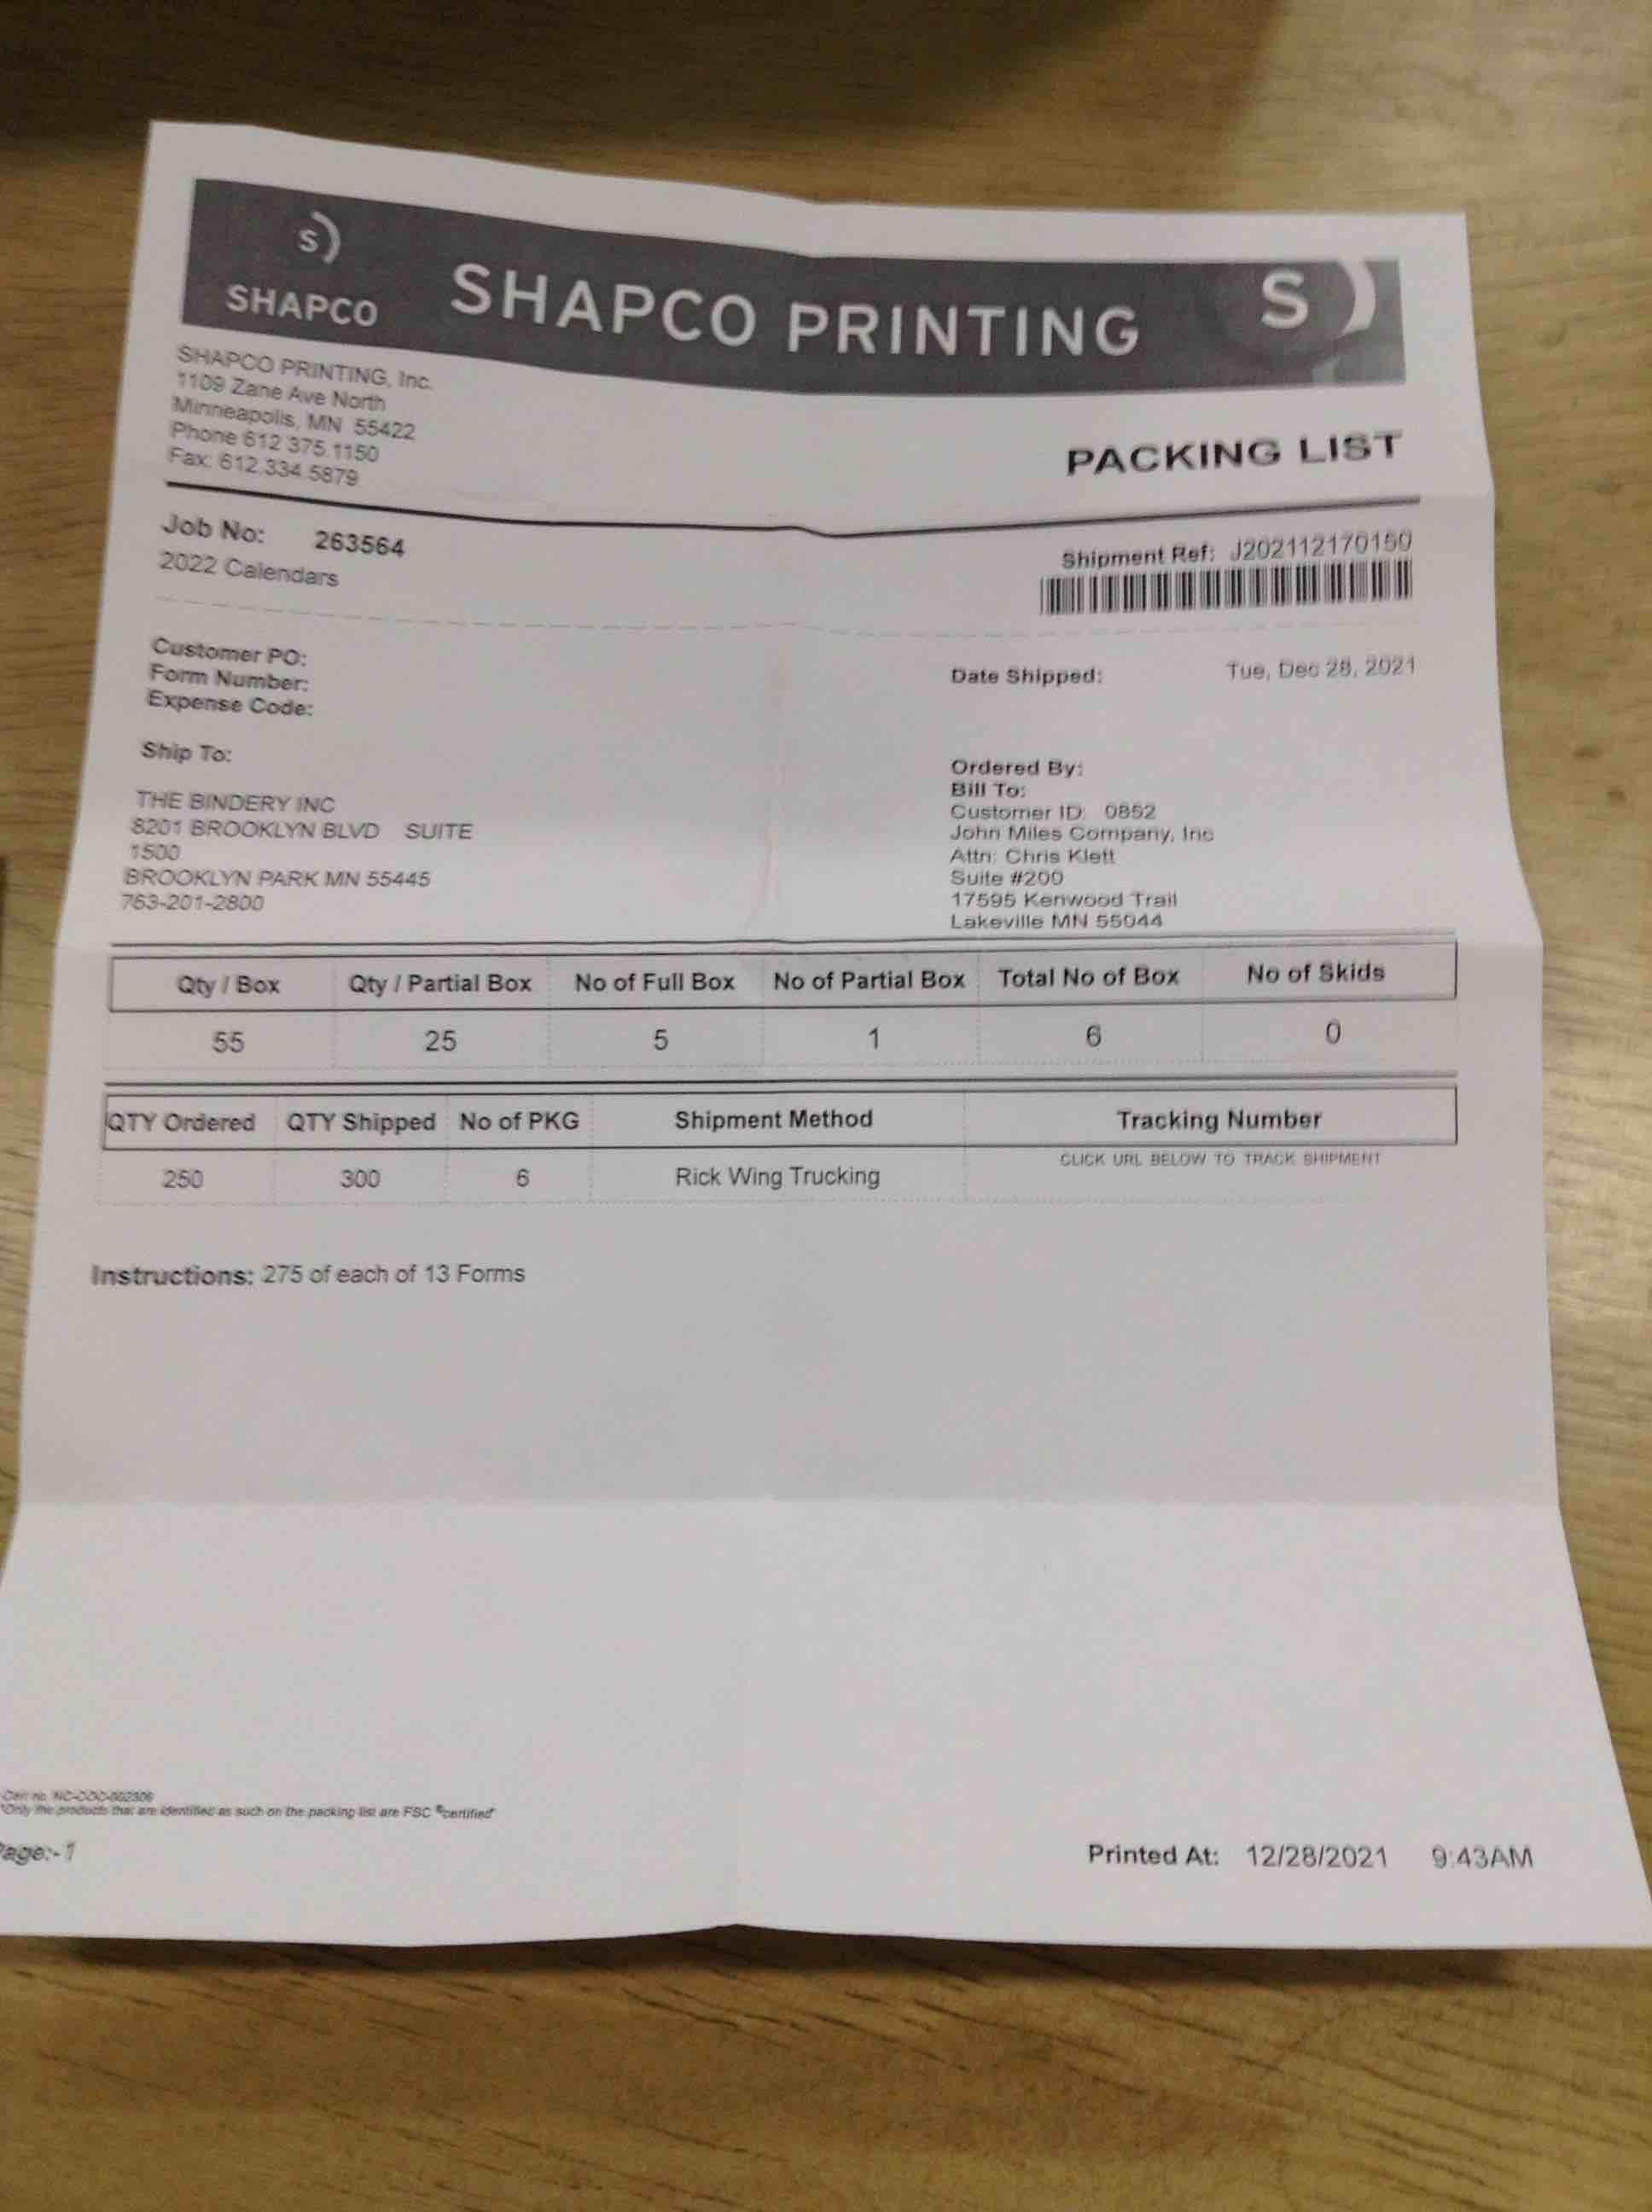 s)
SHAPCO
SHAPCO PRINTING
S)
SHAPCO PRINTING, Inc.
1109 Zane Ave North
Minneapolis, MN 55422
Phone 612.375.1150
Fax: 612.334.5879
PACKING LIST
Job No: 263564
2022 Calendars
Shipment Ref: J202112170150
Customer PO:
Form Number:
Expense Code:
Date Shipped: Tue, Dec 28, 2021
Ship To:
THE BINDERY INC
8201 BROOKLYN BLVD SUITE
1500
BROOKLYN PARK MN 55445
763-201-2800
Ordered By:
Bill To:
Customer ID: 0852
John Miles Company, Inc
Attn: Chris Klett
Suite #200
17595 Kenwood Trail
Lakeville MN 55044
Qty / Box Qty / Partial Box No of Full Box No of Partial Box Total No of Box No of Skids
55 25 5 1 6 0
QTY Ordered QTY Shipped No of PKG Shipment Method Tracking Number
250 300 6 Rick Wing Trucking CLICK URL BELOW TO TRACK SHIPMENT
Instructions: 275 of each of 13 Forms
Cert no.
*Only the products that are identified as such on the packing list are FSC ®certified"
Page:- 1
Printed At: 12/28/2021 9:43AM